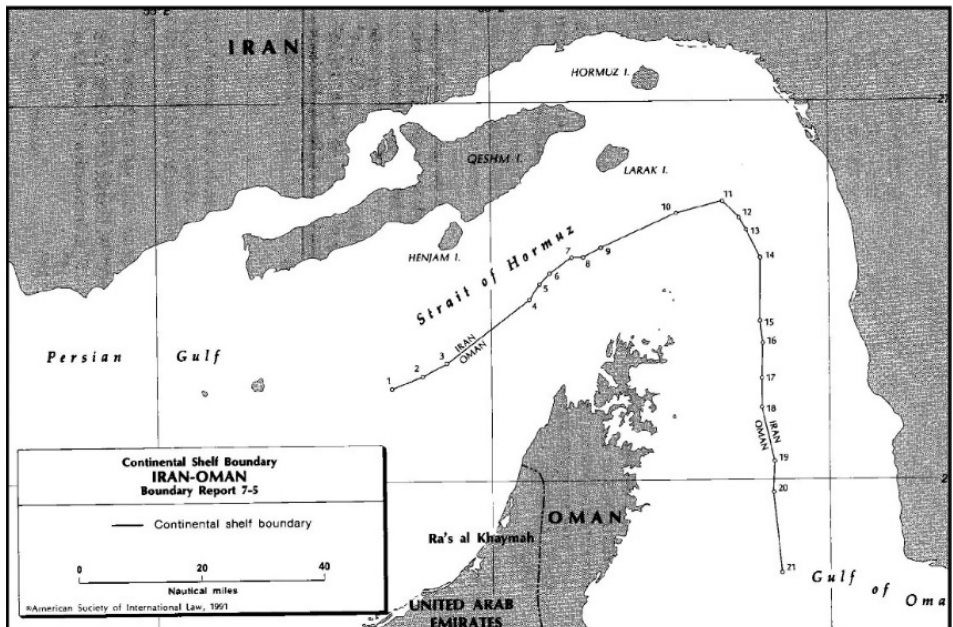 IRAN
HORMUZ I.
QESHM I.
LARAK I.
HENJAM I.
Strait of Hormuz
Persian Gulf
1
2
3
4
5
6
7
8
9
10
11
12
13
14
15
16
17
18
19
20
21
IRAN
OMAN
OMAN
IRAN
Continental Shelf Boundary
IRAN-OMAN
Boundary Report 7-5
Continental shelf boundary
0 20 40
Nautical miles
©American Society of International Law, 1991
OMAN
Ra's al Khaymah
UNITED ARAB
EMIRATES
Gulf of Oma